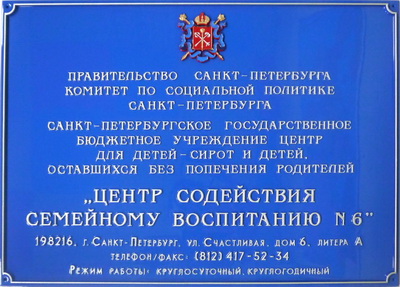 ПРАВИТЕЛЬСТВО САНКТ-ПЕТЕРБУРГА
КОМИТЕТ ПО СОЦИАЛЬНОЙ ПОЛИТИКЕ
САНКТ-ПЕТЕРБУРГА
САНКТ-ПЕТЕРБУРГСКОЕ ГОСУДАРСТВЕННОЕ
БЮДЖЕТНОЕ УЧРЕЖДЕНИЕ ЦЕНТР
ДЛЯ ДЕТЕЙ-СИРОТ И ДЕТЕЙ,
ОСТАВШИХСЯ БЕЗ ПОПЕЧЕНИЯ РОДИТЕЛЕЙ
„ЦЕНТР СОДЕЙСТВИЯ
СЕМЕЙНОМУ ВОСПИТАНИЮ N6"
198216, г. САНКТ-ПЕТЕРБУРГ, УЛ. СЧАСТЛИВАЯ, ДОМ 6, ЛИТЕРА А
ТЕЛЕФОН/ФАКС: (812) 417-52-34
РЕЖИМ РАБОТЫ: КРУГЛОСУТОЧНЫЙ, КРУГЛОГОДИЧНЫЙ